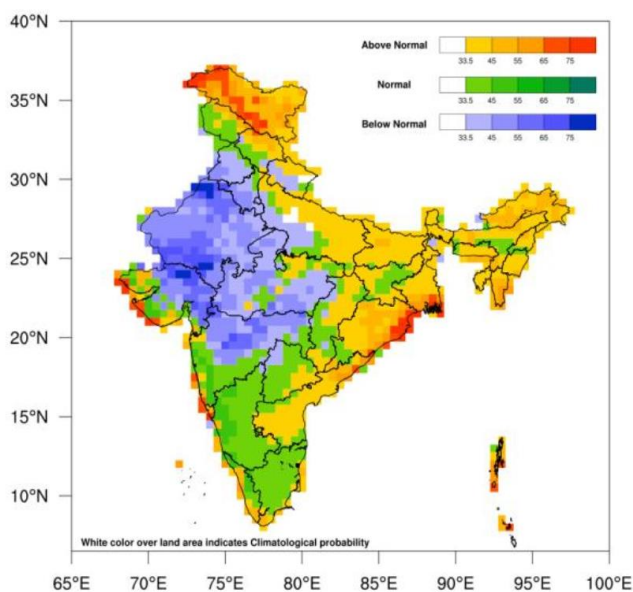 40°N
35°N
30°N
25°N
20°N
15°N
10°N
Above Normal
33.5 45 55 65 75
Normal
33.5 45 55 65 75
Below Normal
33.5 45 55 65 75
White color over land area indicates Climatological probability
65°E 70°E 75°E 80°E 85°E 90°E 95°E 100°E